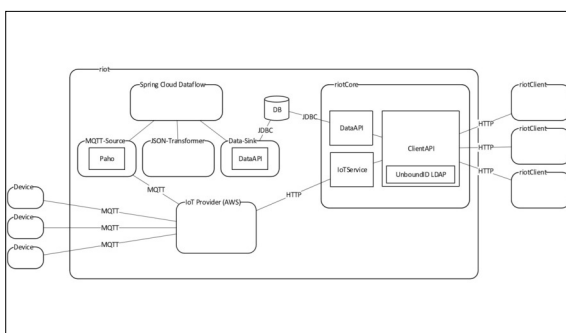 riot
Spring Cloud Dataflow
riotCore
riotClient
DB
JDBC
JDBC
HTTP
MQTT-Source
JSON-Transformer
Data-Sink
DataAPI
ClientAPI
riotClient
Paho
DataAPI
HTTP
IoTService
UnboundID LDAP
HTTP
riotClient
Device
MQTT
IoT Provider (AWS)
HTTP
MQTT
Device
MQTT
Device
MQTT